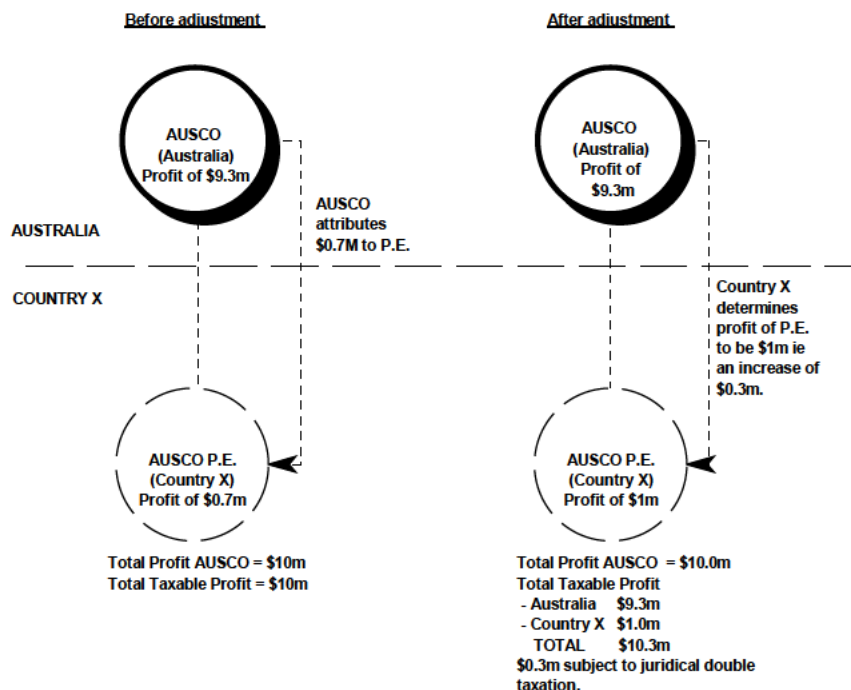 Before adjustment
After adjustment
AUSCO
(Australia)
Profit of $9.3m
AUSCO
(Australia)
Profit of
$9.3m
AUSCO
attributes
$0.7M to P.E.
AUSTRALIA
COUNTRY X
Country X
determines
profit of P.E.
to be $1m ie
an increase of
$0.3m.
AUSCO P.E.
(Country X)
Profit of $0.7m
AUSCO P.E.
(Country X)
Profit of $1m
Total Profit AUSCO = $10m
Total Taxable Profit = $10m
Total Profit AUSCO = $10.0m
Total Taxable Profit
- Australia $9.3m
- Country X $1.0m
TOTAL $10.3m
$0.3m subject to juridical double
taxation.